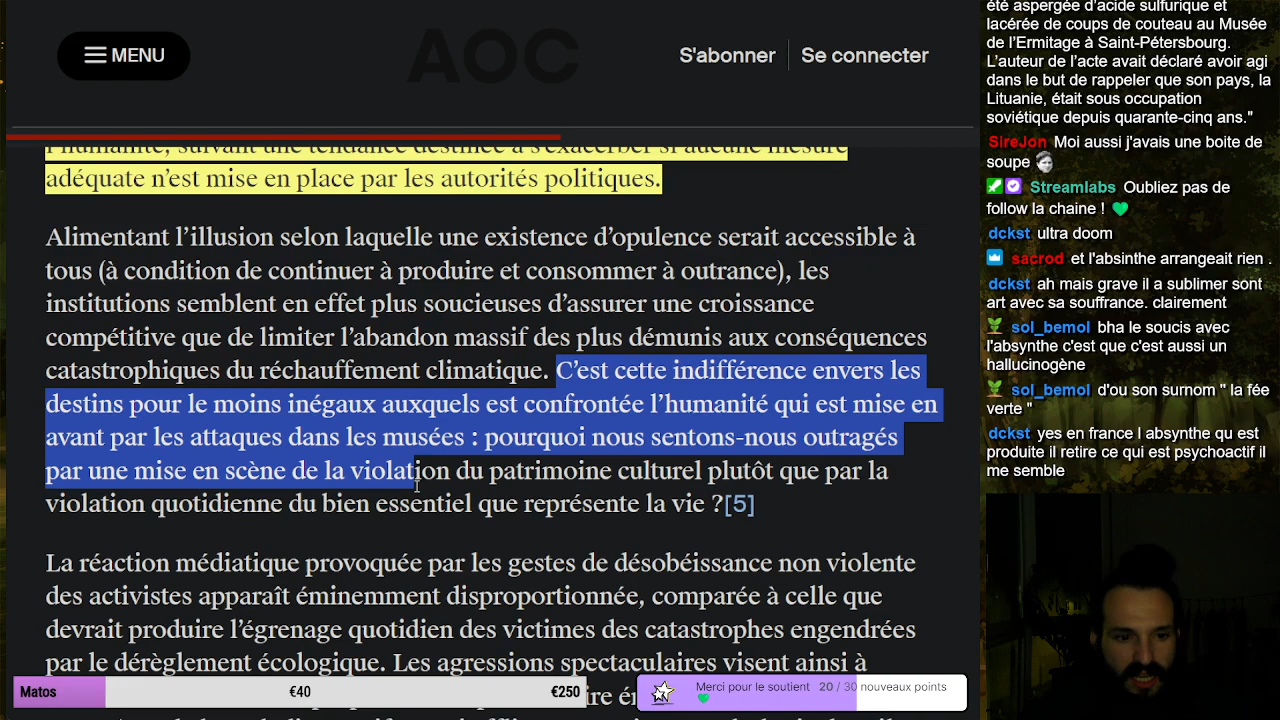 MENU
AOC
S'abonner
Se connecter
l'humanité, suivant une tendance destinée à s'exacerber si aucune mesure
adéquate n'est mise en place par les autorités politiques.
Alimentant l'illusion selon laquelle une existence d'opulence serait accessible à
tous (à condition de continuer à produire et consommer à outrance), les
institutions semblent en effet plus soucieuses d'assurer une croissance
compétitive que de limiter l'abandon massif des plus démunis aux conséquences
catastrophiques du réchauffement climatique. C'est cette indifférence envers les
destins pour le moins inégaux auxquels est confrontée l'humanité qui est mise en
avant par les attaques dans les musées : pourquoi nous sentons-nous outragés
par une mise en scène de la violation du patrimoine culturel plutôt que par la
violation quotidienne du bien essentiel que représente la vie ?[5]
La réaction médiatique provoquée par les gestes de désobéissance non violente
des activistes apparaît éminemment disproportionnée, comparée à celle que
devrait produire l'égrenage quotidien des victimes des catastrophes engendrées
par le dérèglement écologique. Les agressions spectaculaires visent ainsi à
Matos
€40
€250
Merci pour le soutient 20 / 30 nouveaux points
été aspergée d'acide sulfurique et
lacérée de coups de couteau au Musée
de l'Ermitage à Saint-Pétersbourg.
L'auteur de l'acte avait déclaré avoir agi
dans le but de rappeler que son pays, la
Lituanie, était sous occupation
soviétique depuis quarante-cinq ans."
SireJon Moi aussi j'avais une boite de
soupe
Streamlabs Oubliez pas de
follow la chaine !
dckst ultra doom
sacrod et l'absinthe arrangeait rien .
dckst ah mais grave il a sublimer sont
art avec sa souffrance. clairement
sol_bemol bha le soucis avec
l'absynthe c'est que c'est aussi un
hallucinogène
sol_bemol d'ou son surnom " la fée
verte "
dckst yes en france l absynthe qu est
produite il retire ce qui est psychoactif il
me semble